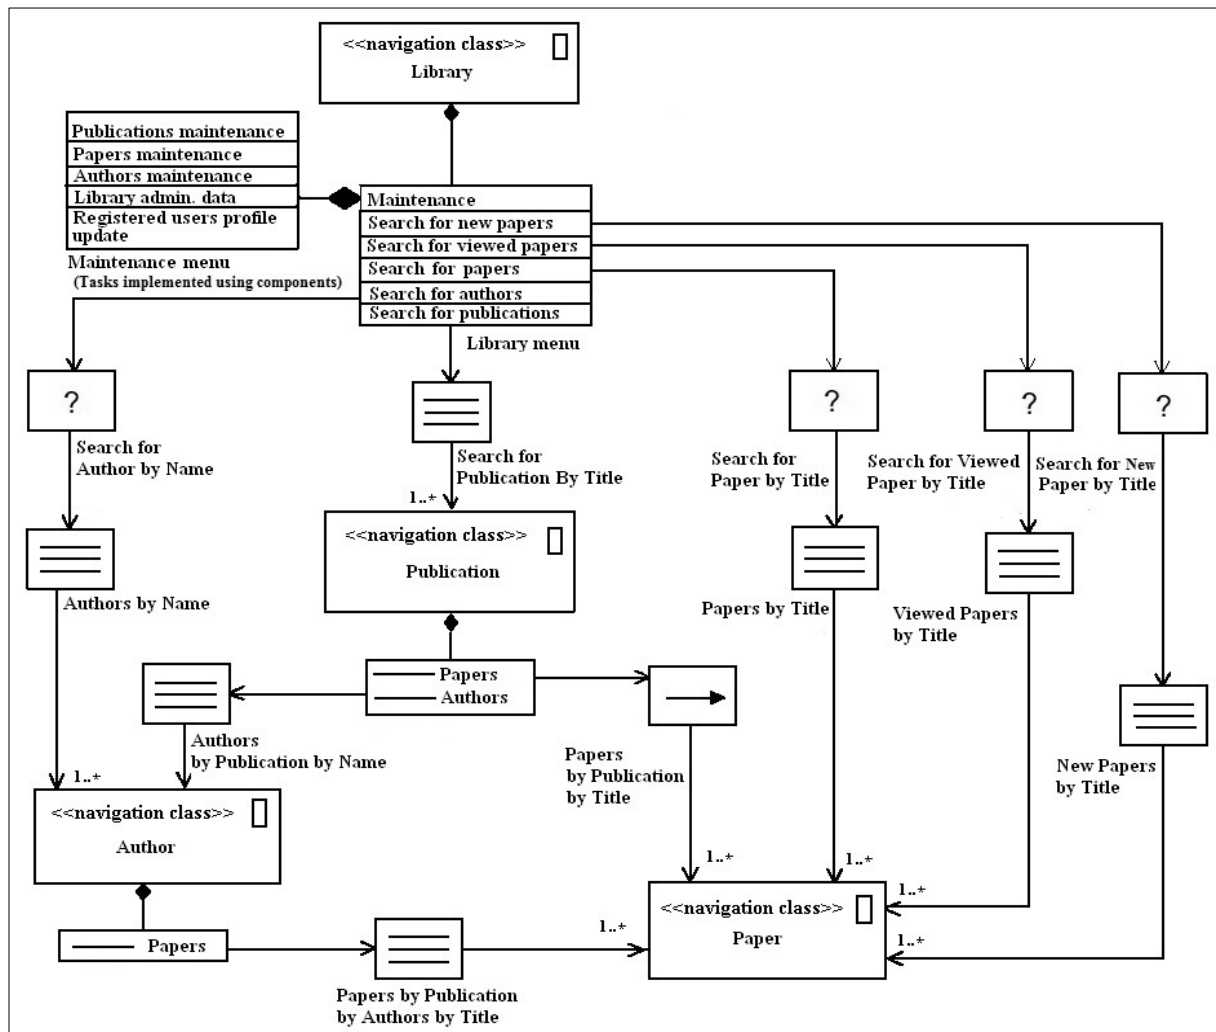 <<navigation class>>
Library
Publications maintenance
Papers maintenance
Authors maintenance
Library admin. data
Registered users profile
update
Maintenance menu
(Tasks implemented using components)
Maintenance
Search for new papers
Search for viewed papers
Search for papers
Search for authors
Search for publications
Library menu
?
Search for
Author by Name
Search for
Publication By Title
1..*
?
Search for
Paper by Title
?
Search for Viewed
Paper by Title
?
Search for New
Paper by Title
<<navigation class>>
Publication
Authors by Name
Papers by Title
Viewed Papers
by Title
Papers
Authors
Authors
by Publication by Name
Papers
by Publication
by Title
New Papers
by Title
1..*
<<navigation class>>
Author
1..*
1..*
1..*
1..*
<<navigation class>>
Paper
Papers
1..*
Papers by Publication
by Authors by Title